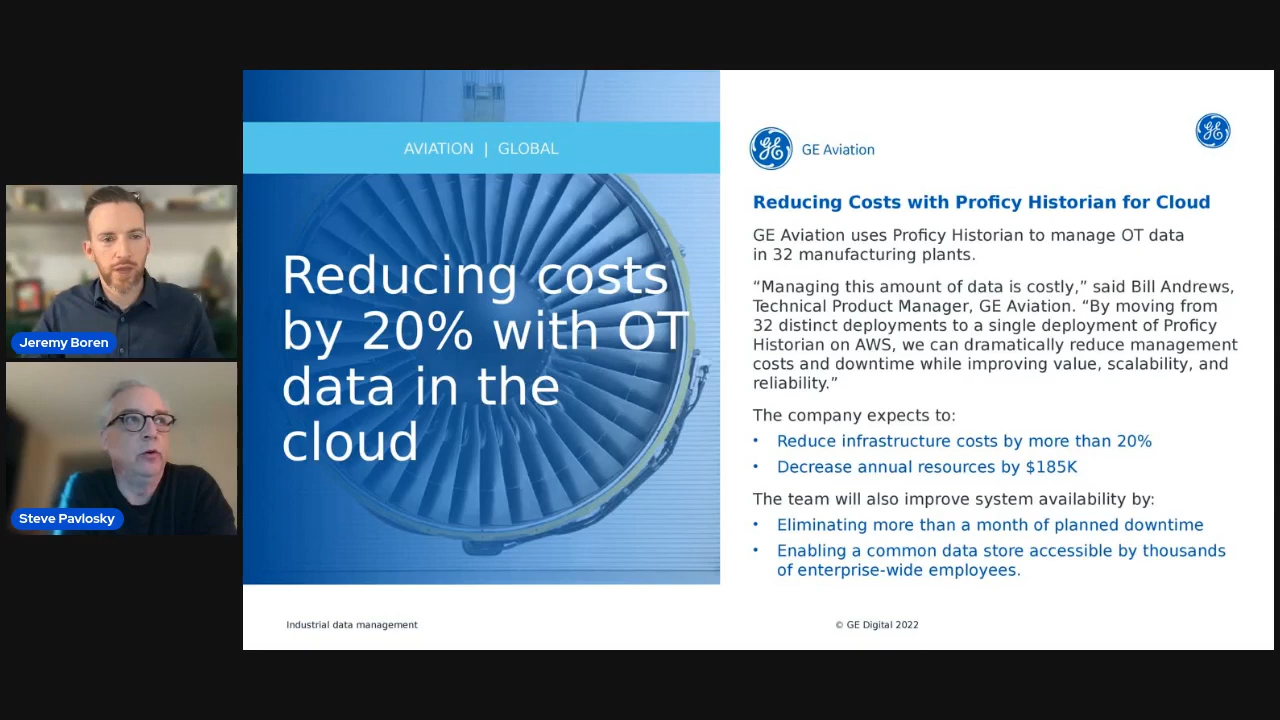 Jeremy Boren
Steve Pavlosky
AVIATION | GLOBAL
Reducing costs
by 20% with OT
data in the
cloud
GE Aviation
Reducing Costs with Proficy Historian for Cloud
GE Aviation uses Proficy Historian to manage OT data
in 32 manufacturing plants.
“Managing this amount of data is costly,” said Bill Andrews,
Technical Product Manager, GE Aviation. “By moving from
32 distinct deployments to a single deployment of Proficy
Historian on AWS, we can dramatically reduce management
costs and downtime while improving value, scalability, and
reliability.”
The company expects to:
• Reduce infrastructure costs by more than 20%
• Decrease annual resources by $185K
The team will also improve system availability by:
• Eliminating more than a month of planned downtime
• Enabling a common data store accessible by thousands
of enterprise-wide employees.
Industrial data management
© GE Digital 2022